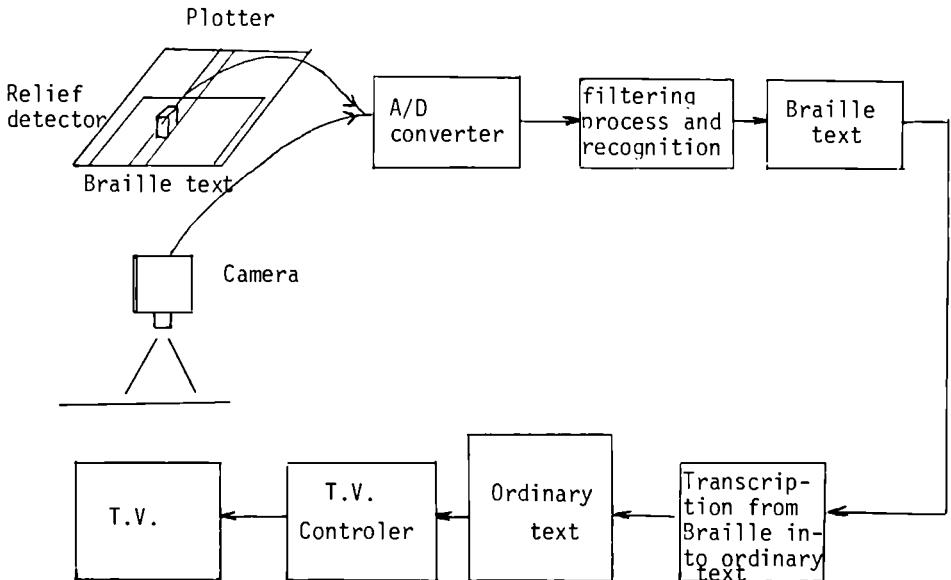 Plotter
Relief
detector
Braille text
Camera
A/D
converter
filtering
process and
recognition
Braille
text
Transcrip-
tion from
Braille in-
to ordinary
text
Ordinary
text
T.V.
Controler
T.V.